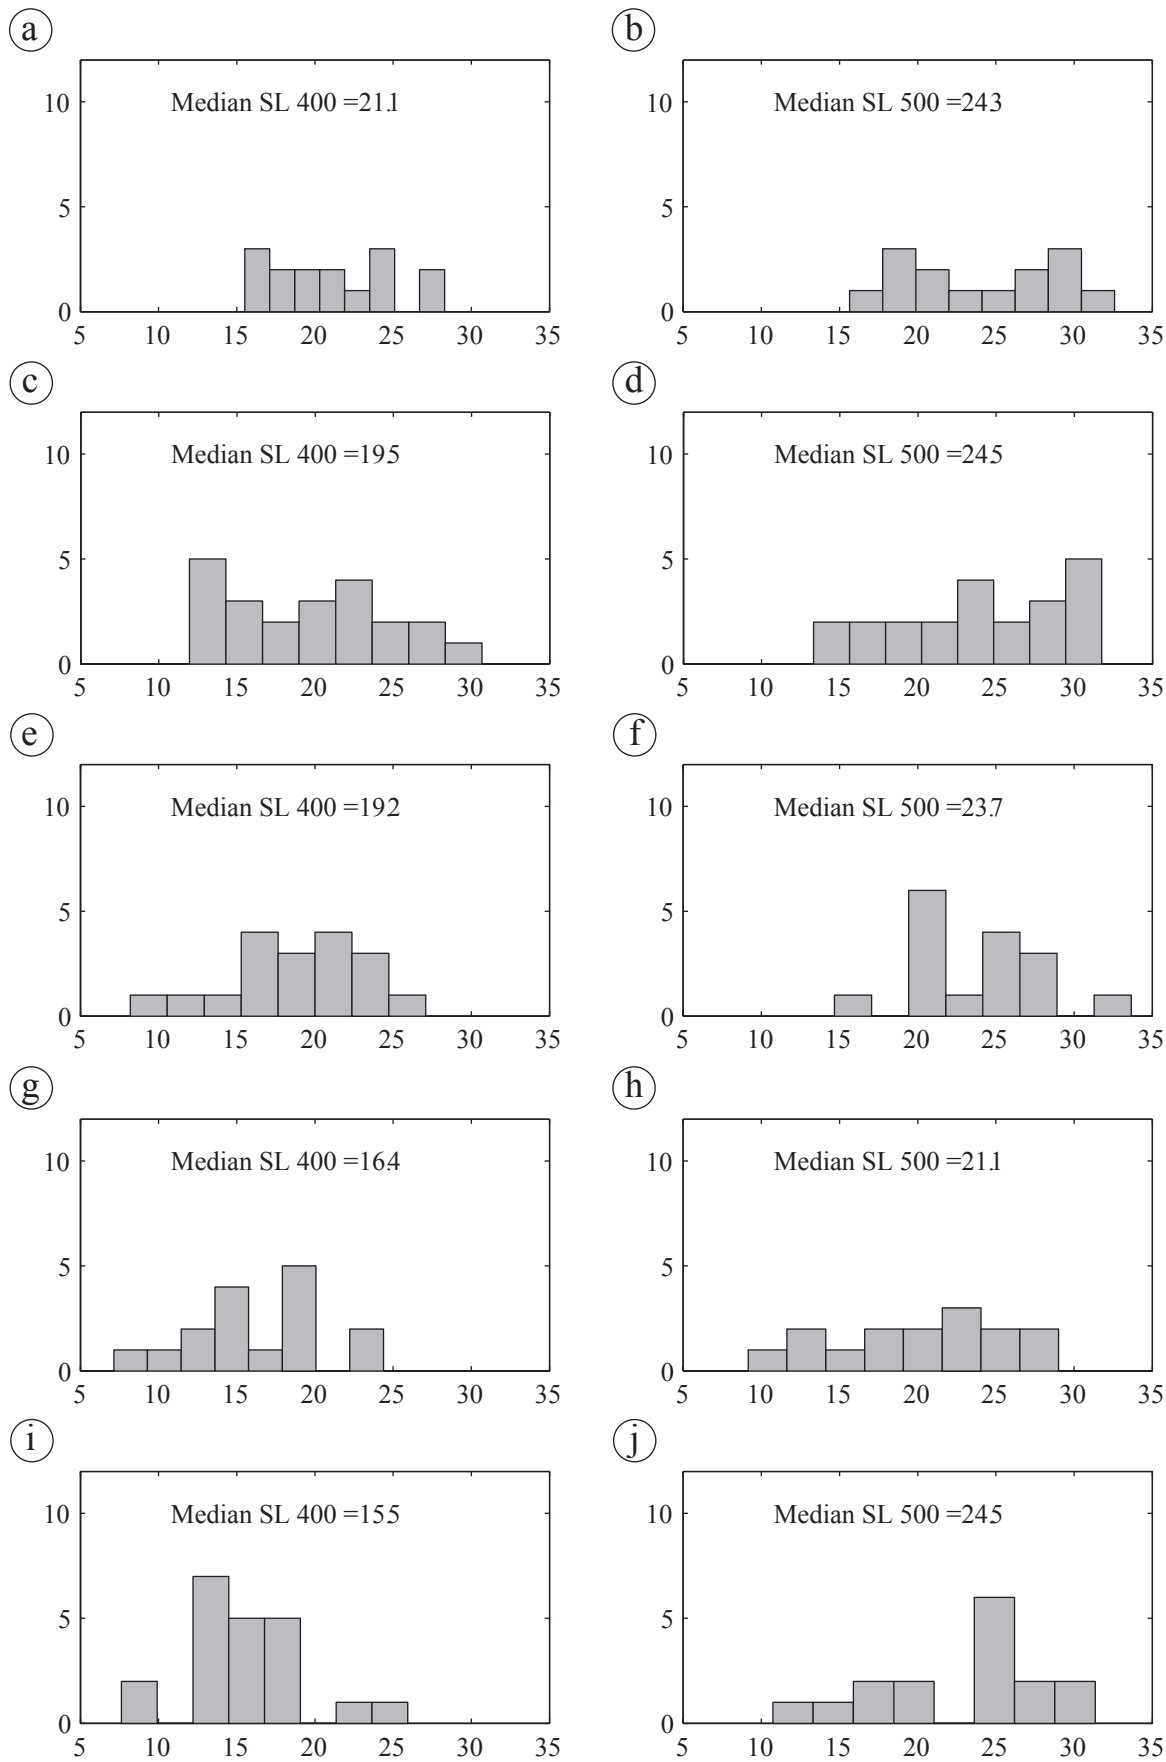 a
b
Median SL 400 =21.1
Median SL 500 =243
10
5
0
5 10 15 20 25 30 35
10
5
0
5 10 15 20 25 30 35
c
d
Median SL 400 =195
Median SL 500 =245
10
5
0
5 10 15 20 25 30 35
10
5
0
5 10 15 20 25 30 35
e
f
Median SL 400 =192
Median SL 500 =23.7
10
5
0
5 10 15 20 25 30 35
10
5
0
5 10 15 20 25 30 35
g
h
Median SL 400 =164
Median SL 500 =21.1
10
5
0
5 10 15 20 25 30 35
10
5
0
5 10 15 20 25 30 35
i
j
Median SL 400 =155
Median SL 500 =245
10
5
0
5 10 15 20 25 30 35
10
5
0
5 10 15 20 25 30 35